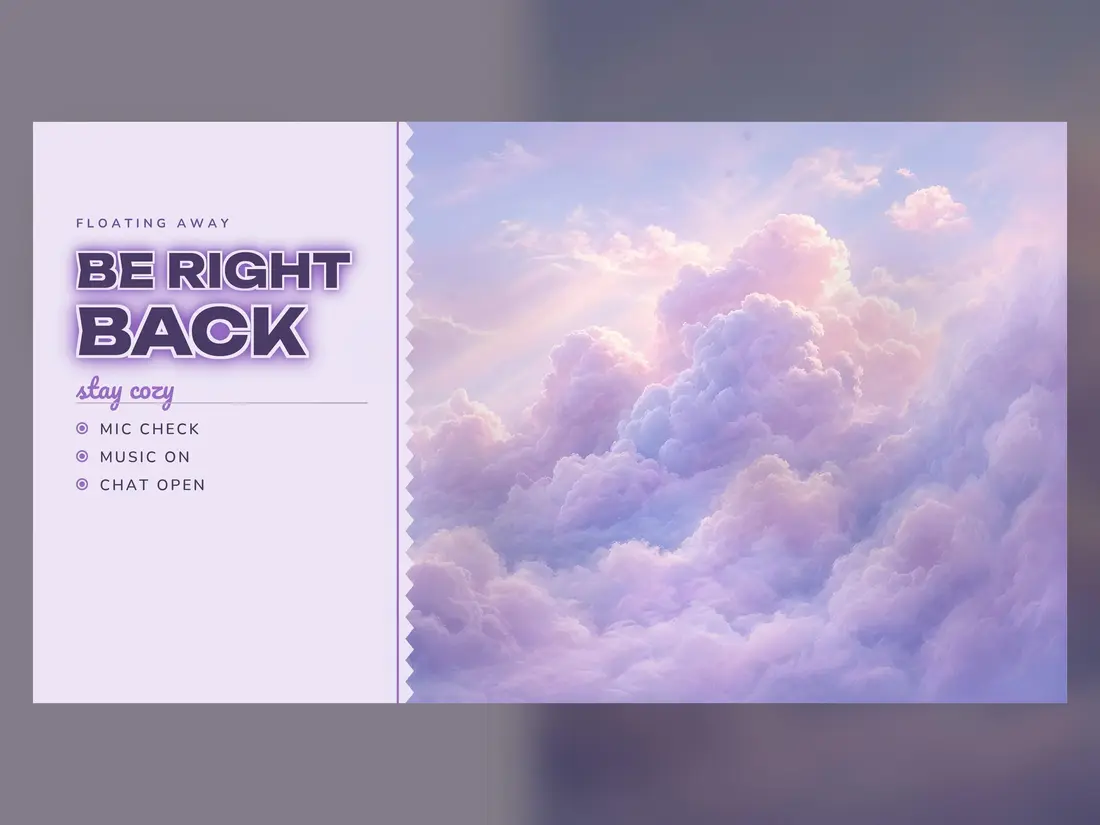 FLOATING AWAY
BE RIGHT
BACK
stay cozy
MIC CHECK
MUSIC ON
CHAT OPEN